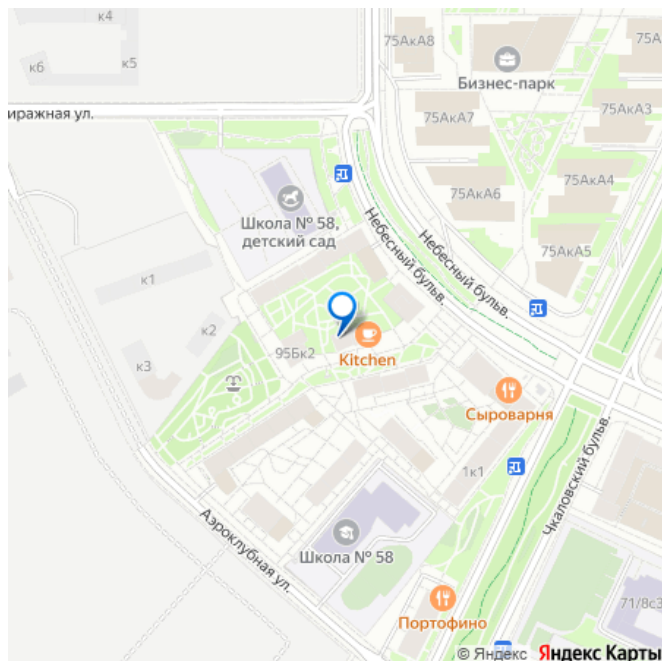 к4
75АкА8
75А
к6
к5
Бизнес-парк
иражная ул.
75АкА7
75АкА3
75АкА6
75АкА4
Школа № 58,
детский сад
Небесный бульв.
Небесный бульв.
75АкА5
к1
к2
95Бк2
к3
Kitchen
Сыроварня
1к1
Чкаловский бульв.
Аэроклубная ул.
Школа № 58
71/8с3
Портофино
© Яндекс Яндекс Карты